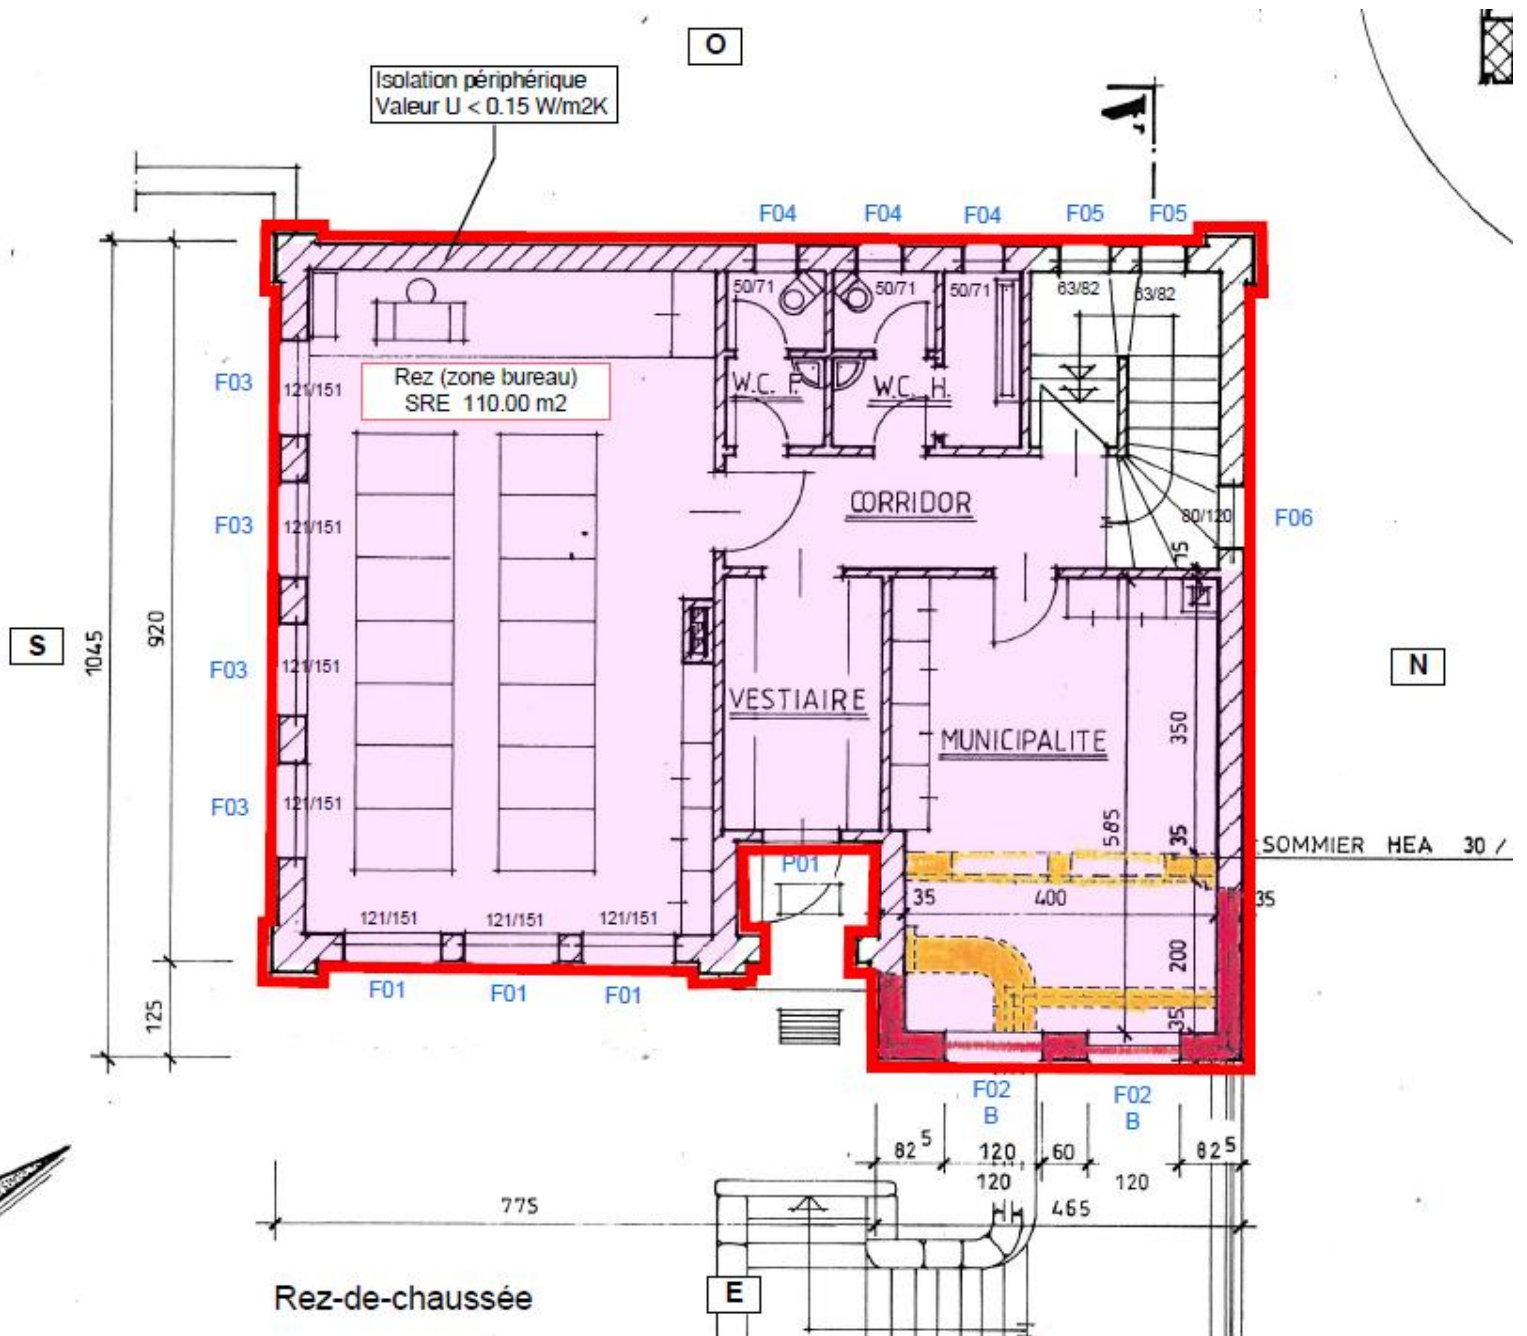 O
Isolation périphérique
Valeur U < 0.15 W/m2K
F04
F04
F04
F05
F05
50/71
50/71
50/71
63/82
63/82
F03
121/151
Rez (zone bureau)
SRE 110.00 m2
W.C. F.
W.C. H.
F03
121/151
CORRIDOR
80/120
F06
15
S
1045
920
F03
121/151
N
VESTIAIRE
MUNICIPALITE
350
F03
121/151
585
35
SOMMIER HEA 30 /
P01
35
400
35
121/151
121/151
121/151
200
F01
F01
F01
125
35
F02
B
F02
B
82 5
120
60
82 5
120
120
775
465
Rez-de-chaussée
E